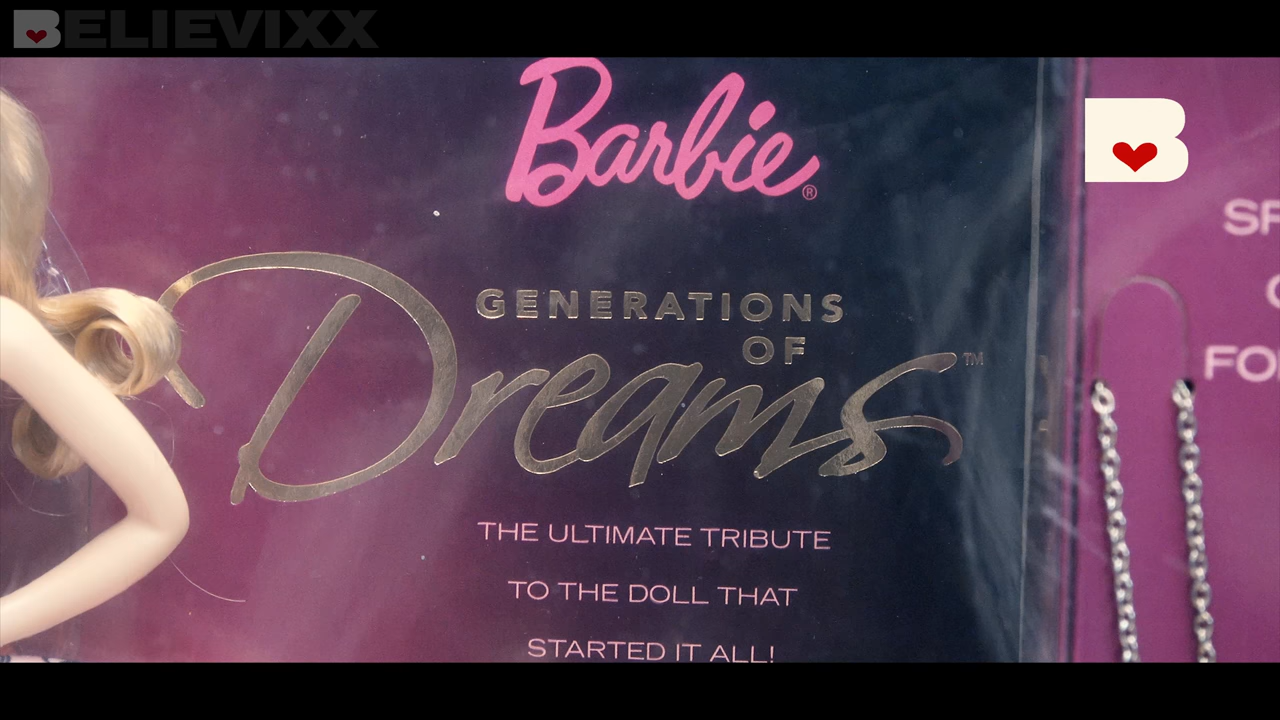 BELIEVIXX
Barbie®
GENERATIONS
OF
Dreams™
THE ULTIMATE TRIBUTE
TO THE DOLL THAT
STARTED IT ALL!
B